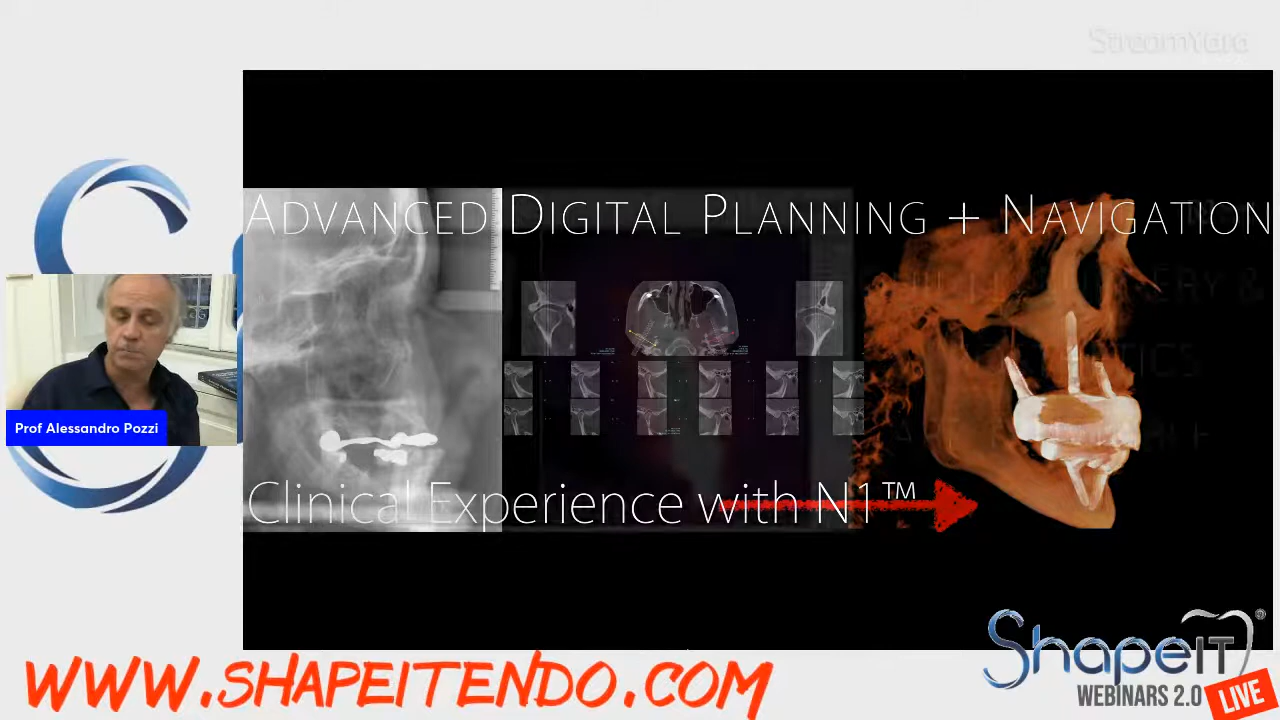 StreamYard
ADVANCED DIGITAL PLANNING + NAVIGATION
Prof Alessandro Pozzi
Clinical Experience with N1™
ShapeIT®
WEBINARS 2.0
LIVE
WWW.SHAPEITENDO.COM